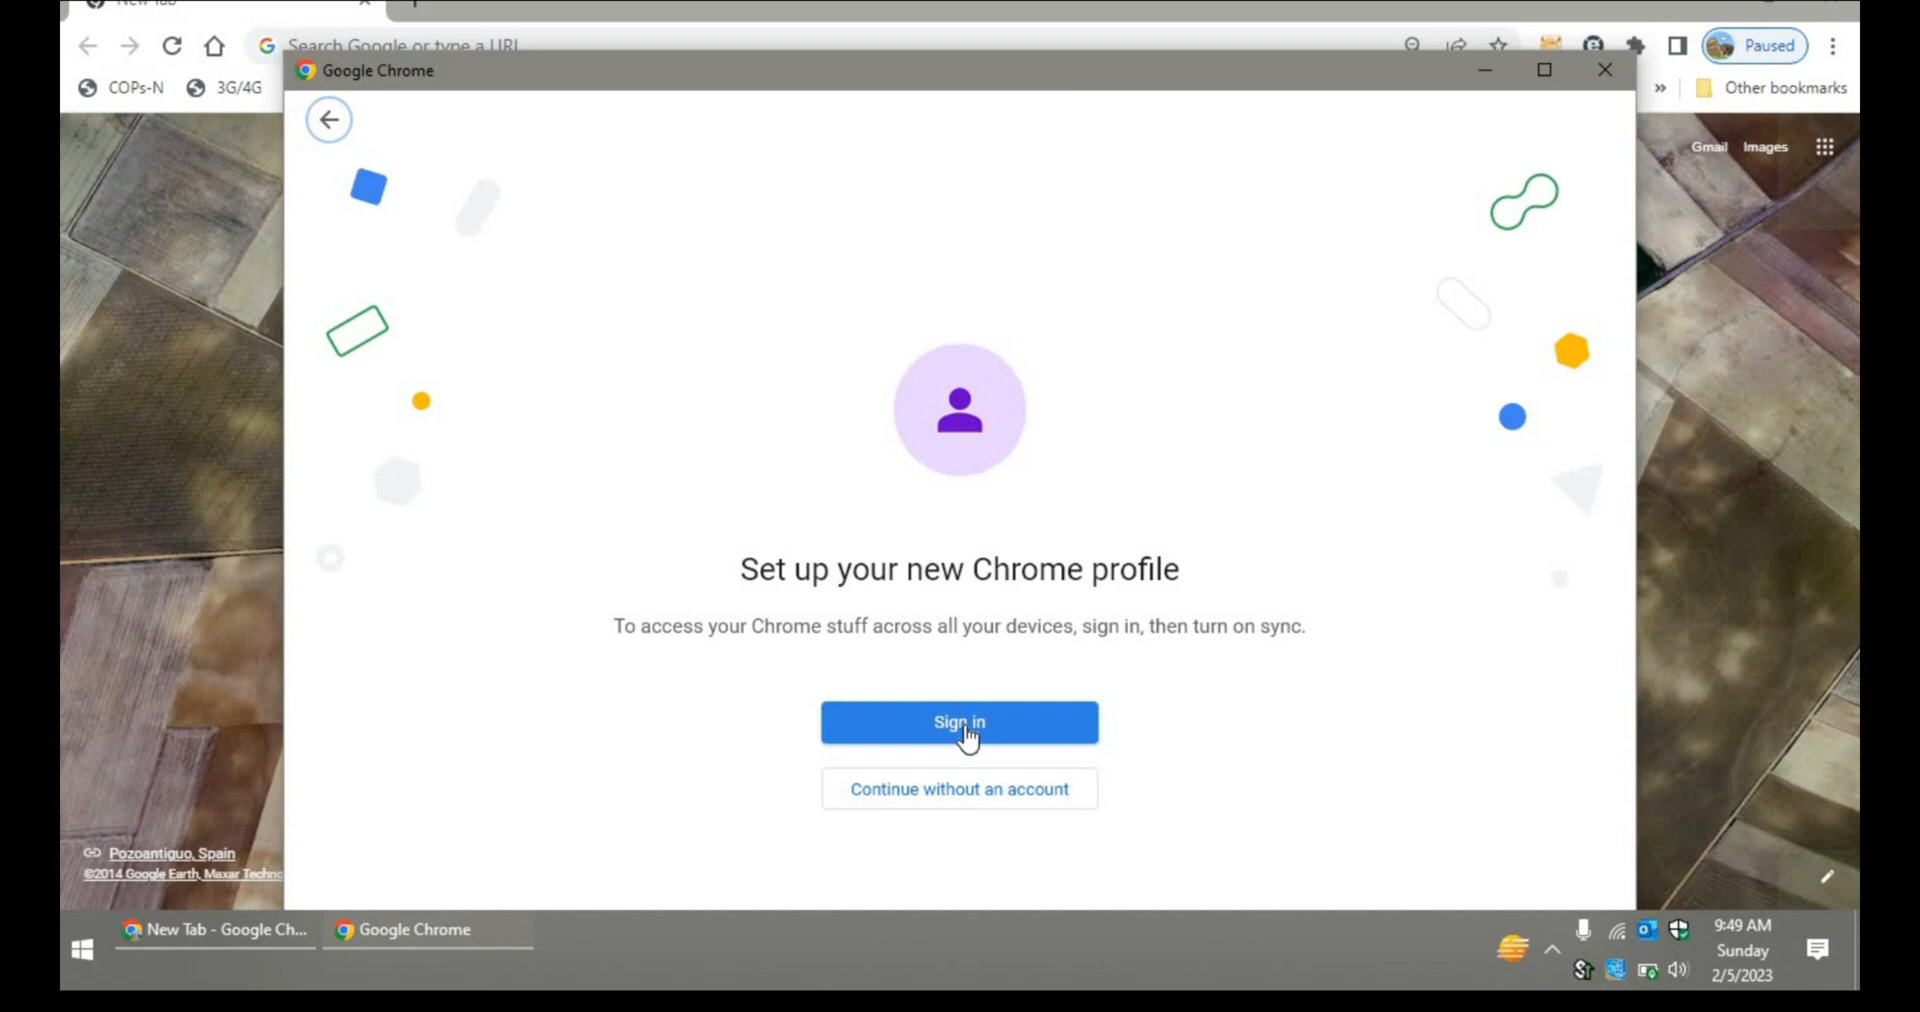 New Tab
Search Google or type a URL
Paused
COPs-N
3G/4G
Other bookmarks
Google Chrome
Gmail
Images
Set up your new Chrome profile
To access your Chrome stuff across all your devices, sign in, then turn on sync.
Sign in
Continue without an account
Pozoantiguo, Spain
©2014 Google Earth, Maxar Techno
New Tab - Google Ch...
Google Chrome
9:49 AM
Sunday
2/5/2023